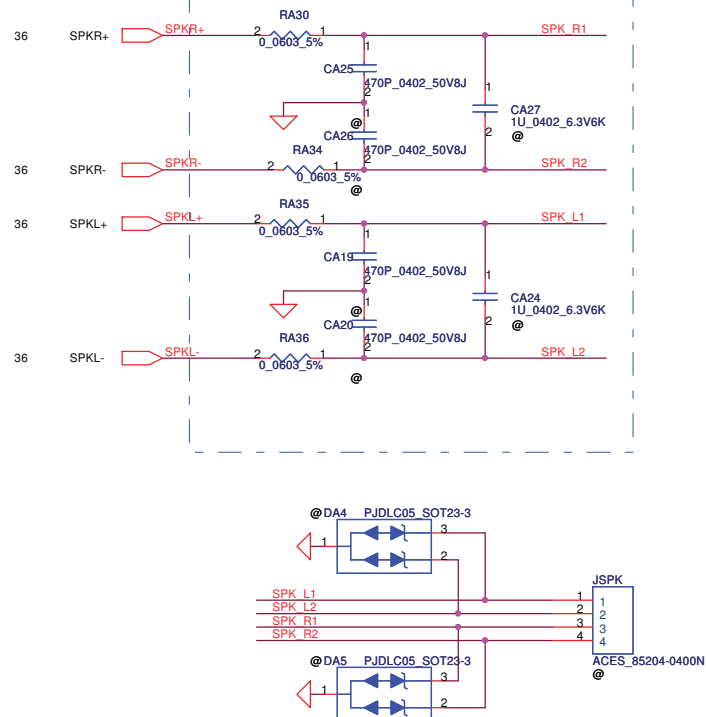 RA30
36 SPKR+ SPKR+ 2 1 SPK_R1
0_0603_5%
1
CA25
470P_0402_50V8J
2
1
1
CA27
@
1U_0402_6.3V6K
CA26
2 @
RA34
470P_0402_50V8J
2
36 SPKR- SPKR- 2 1 SPK_R2
0_0603_5%
@
RA35
36 SPKL+ SPKL+ 2 1 SPK_L1
0_0603_5%
1
CA19
470P_0402_50V8J
2
1
1
CA24
@
1U_0402_6.3V6K
CA20
2 @
RA36
470P_0402_50V8J
2
36 SPKL- SPKL- 2 1 SPK_L2
0_0603_5%
@
@ DA4 PJDLC05_SOT23-3
3
1
2
JSPK
SPK_L1 1 1
SPK_L2 2 2
SPK_R1 3 3
SPK_R2 4 4
@ DA5 PJDLC05_SOT23-3
ACES_85204-0400N
@
3
1
2